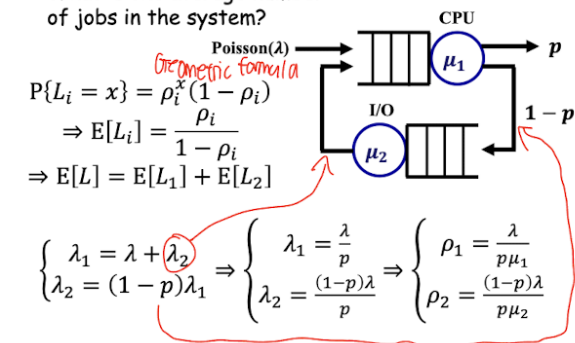 of jobs in the system?
CPU
Poisson(λ)
p
μ₁
Geometric formula
P{Lᵢ = x} = ρᵢˣ(1 − ρᵢ)
I/O
1 − p
⇒ E[Lᵢ] = ρᵢ / (1 − ρᵢ)
μ₂
⇒ E[L] = E[L₁] + E[L₂]
{ λ₁ = λ + λ₂ ⇒ { λ₁ = λ/p ⇒ { ρ₁ = λ/(pμ₁)
λ₂ = (1 − p)λ₁ λ₂ = (1−p)λ/p ρ₂ = (1−p)λ/(pμ₂)